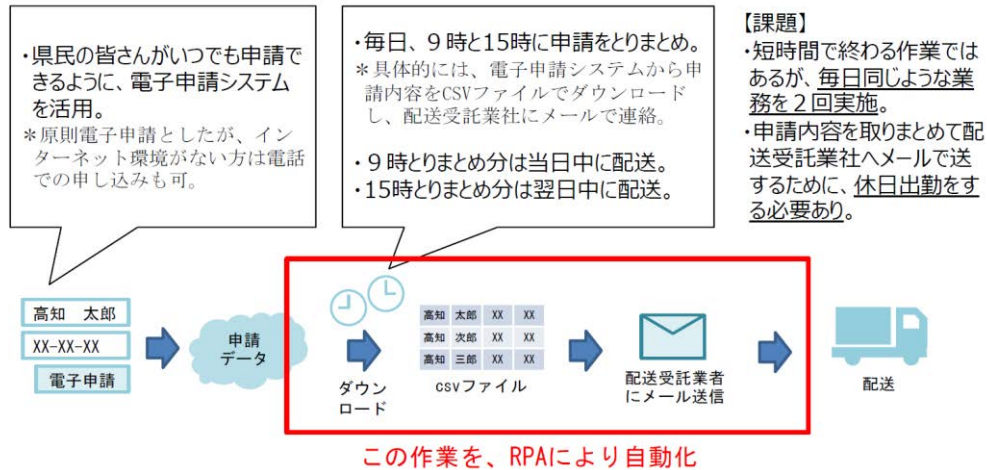 ・県民の皆さんがいつでも申請で
きるように、電子申請システム
を活用。
＊原則電子申請としたが、イン
ターネット環境がない方は電話
での申し込みも可。
・毎日、９時と15時に申請をとりまとめ。
＊具体的には、電子申請システムから申
請内容をCSVファイルでダウンロード
し、配送受託業社にメールで連絡。
・９時とりまとめ分は当日中に配送。
・15時とりまとめ分は翌日中に配送。
【課題】
・短時間で終わる作業では
あるが、毎日同じような業
務を２回実施。
・申請内容を取りまとめて配
送受託業社へメールで送
するために、休日出勤をす
る必要あり。
高知　太郎
XX-XX-XX
電子申請
申請
データ
ダウン
ロード
高知 太郎 XX XX
高知 次郎 XX XX
高知 三郎 XX XX
csvファイル
配送受託業者
にメール送信
配送
この作業を、RPAにより自動化